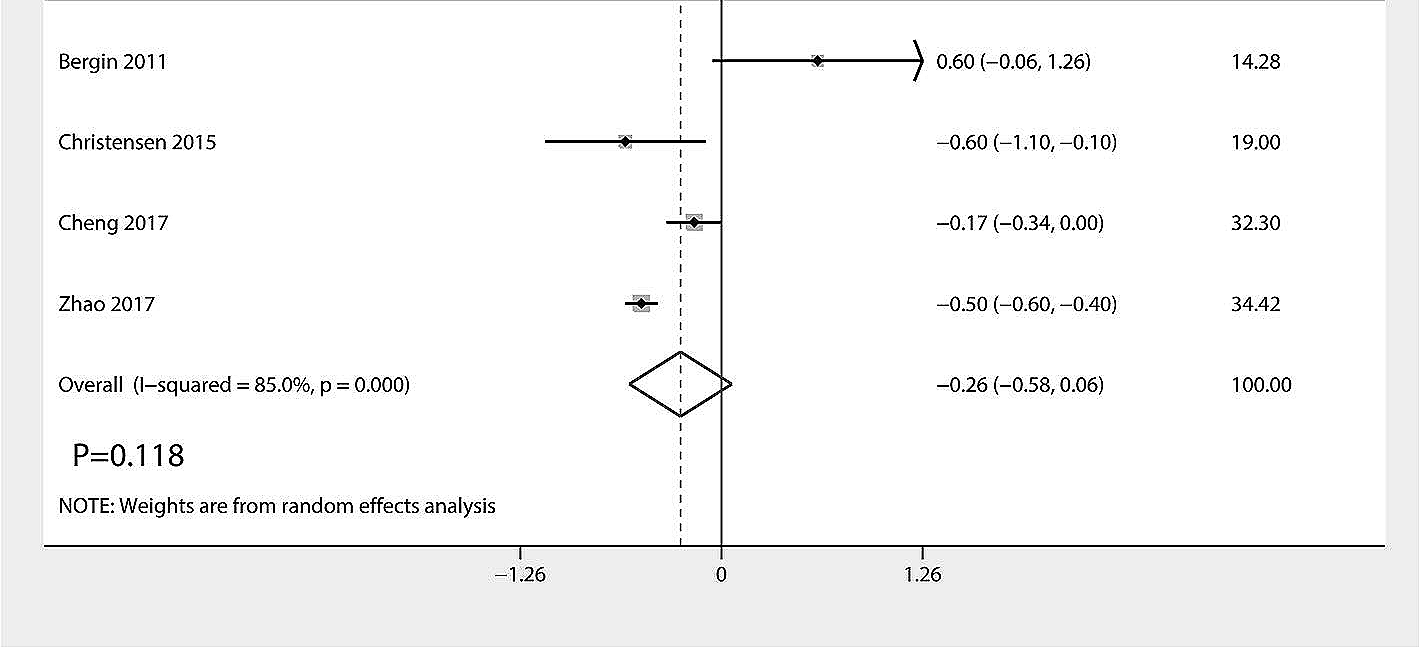 Bergin 2011 0.60 (−0.06, 1.26) 14.28
Christensen 2015 −0.60 (−1.10, −0.10) 19.00
Cheng 2017 −0.17 (−0.34, 0.00) 32.30
Zhao 2017 −0.50 (−0.60, −0.40) 34.42
Overall (I−squared = 85.0%, p = 0.000) −0.26 (−0.58, 0.06) 100.00
P=0.118
NOTE: Weights are from random effects analysis
−1.26 0 1.26